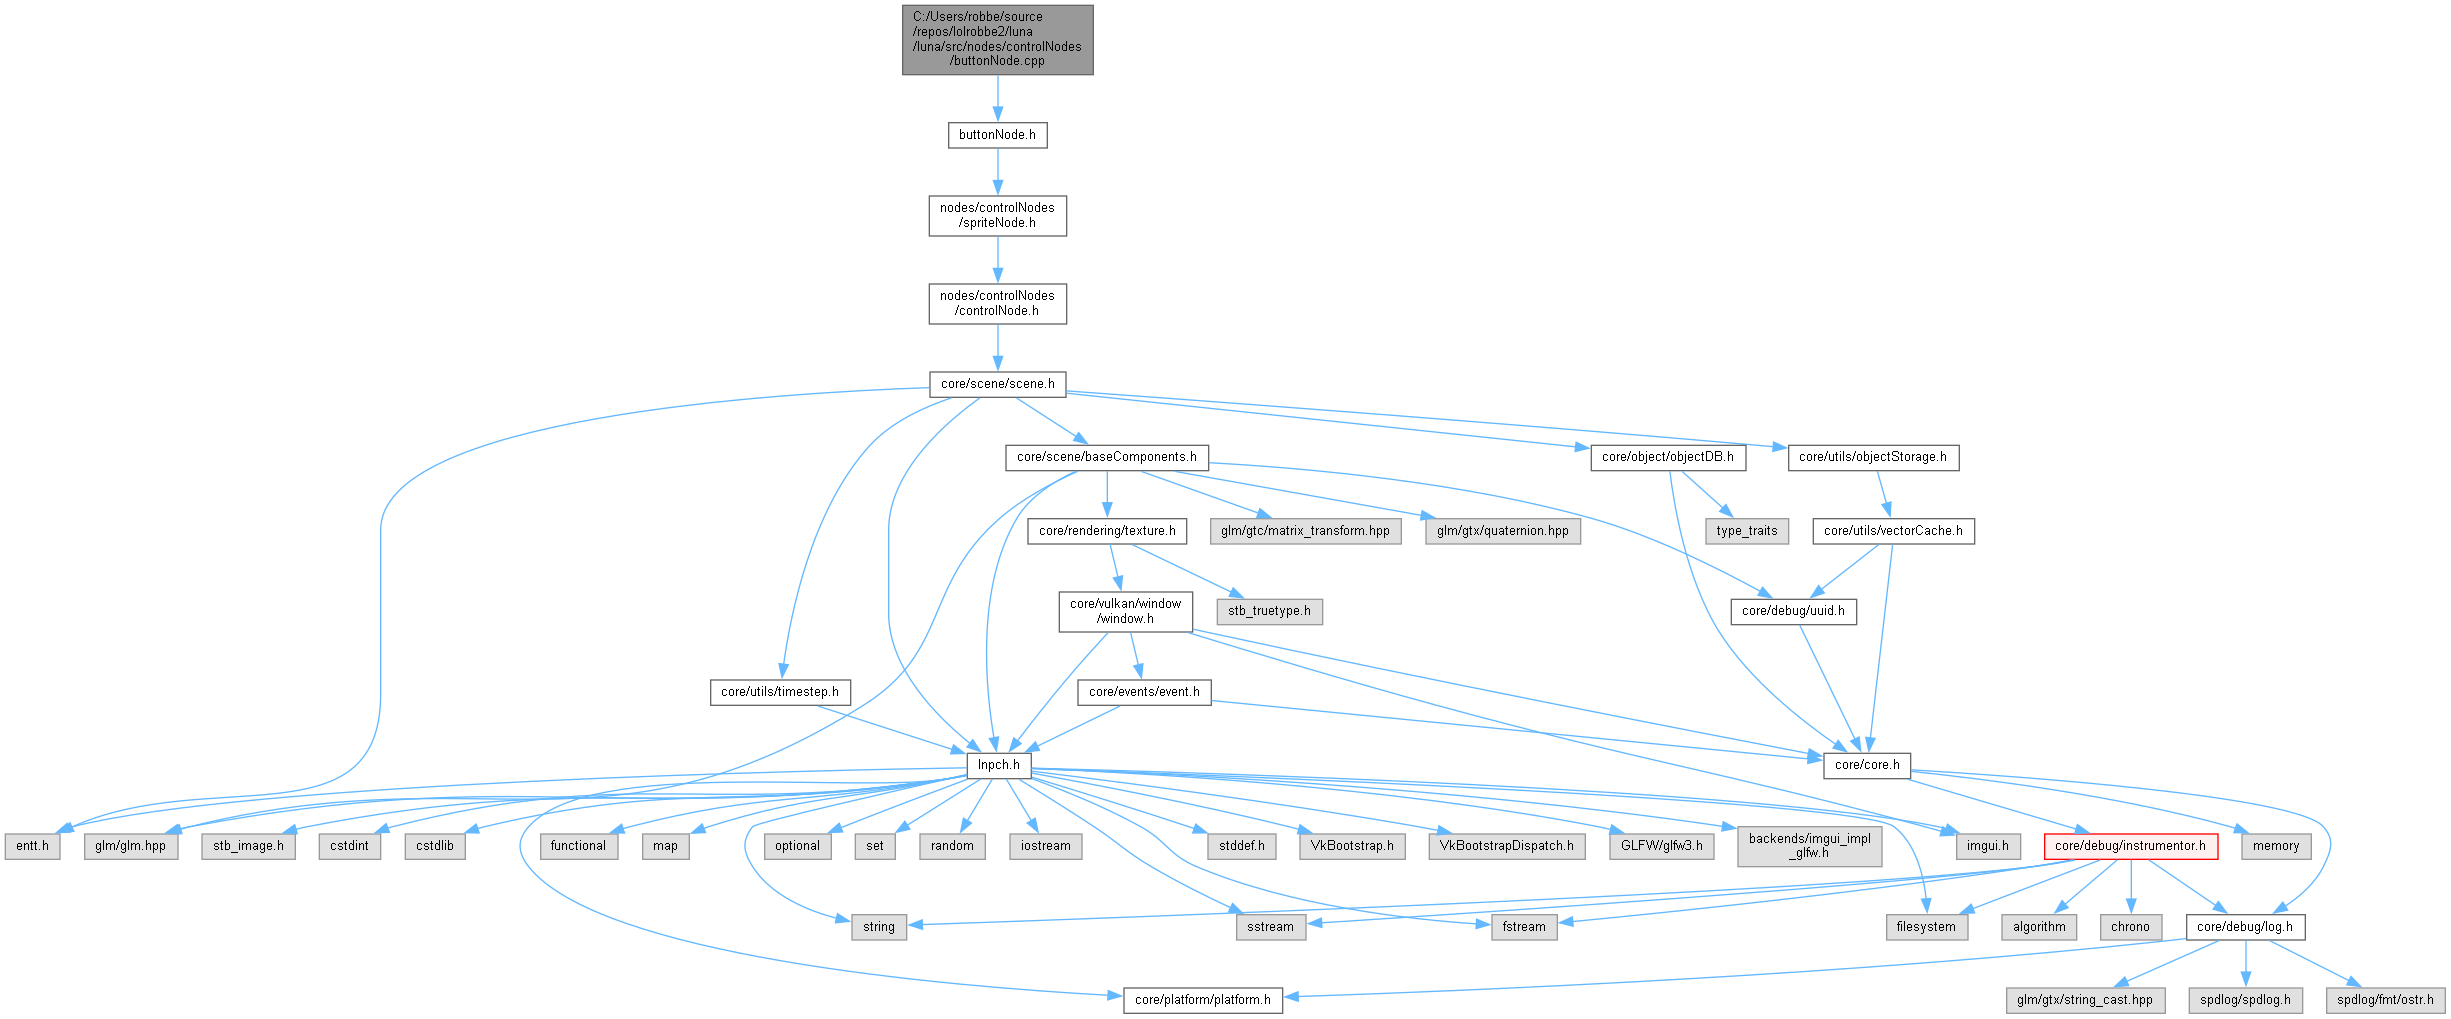 C:/Users/robbe/source
/repos/lolrobbe2/luna
/luna/src/nodes/controlNodes
/buttonNode.cpp
buttonNode.h
nodes/controlNodes
/spriteNode.h
nodes/controlNodes
/controlNode.h
core/scene/scene.h
core/scene/baseComponents.h
core/object/objectDB.h
core/utils/objectStorage.h
core/rendering/texture.h
glm/gtc/matrix_transform.hpp
glm/gtx/quaternion.hpp
type_traits
core/utils/vectorCache.h
core/vulkan/window
/window.h
stb_truetype.h
core/debug/uuid.h
core/utils/timestep.h
core/events/event.h
lnpch.h
core/core.h
entt.h
glm/glm.hpp
stb_image.h
cstdint
cstdlib
functional
map
optional
set
random
iostream
stddef.h
VkBootstrap.h
VkBootstrapDispatch.h
GLFW/glfw3.h
backends/imgui_impl
_glfw.h
imgui.h
core/debug/instrumentor.h
memory
string
sstream
fstream
filesystem
algorithm
chrono
core/debug/log.h
core/platform/platform.h
glm/gtx/string_cast.hpp
spdlog/spdlog.h
spdlog/fmt/ostr.h